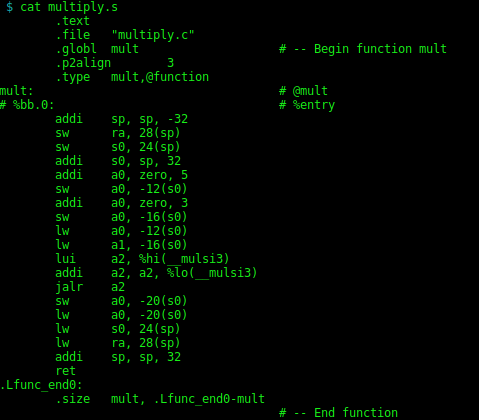 $ cat multiply.s
        .text
        .file   "multiply.c"
        .globl  mult                    # -- Begin function mult
        .p2align        3
        .type   mult,@function
mult:                                   # @mult
# %bb.0:                                # %entry
        addi    sp, sp, -32
        sw      ra, 28(sp)
        sw      s0, 24(sp)
        addi    s0, sp, 32
        addi    a0, zero, 5
        sw      a0, -12(s0)
        addi    a0, zero, 3
        sw      a0, -16(s0)
        lw      a0, -12(s0)
        lw      a1, -16(s0)
        lui     a2, %hi(__mulsi3)
        addi    a2, a2, %lo(__mulsi3)
        jalr    a2
        sw      a0, -20(s0)
        lw      a0, -20(s0)
        lw      s0, 24(sp)
        lw      ra, 28(sp)
        addi    sp, sp, 32
        ret
.Lfunc_end0:
        .size   mult, .Lfunc_end0-mult
                                        # -- End function